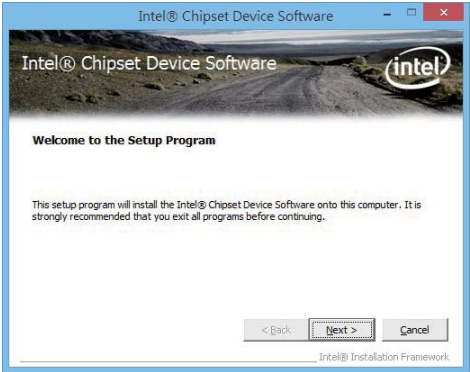 Intel® Chipset Device Software
Intel® Chipset Device Software
intel
Welcome to the Setup Program
This setup program will install the Intel® Chipset Device Software onto this computer. It is
strongly recommended that you exit all programs before continuing.
< Back Next > Cancel
Intel® Installation Framework